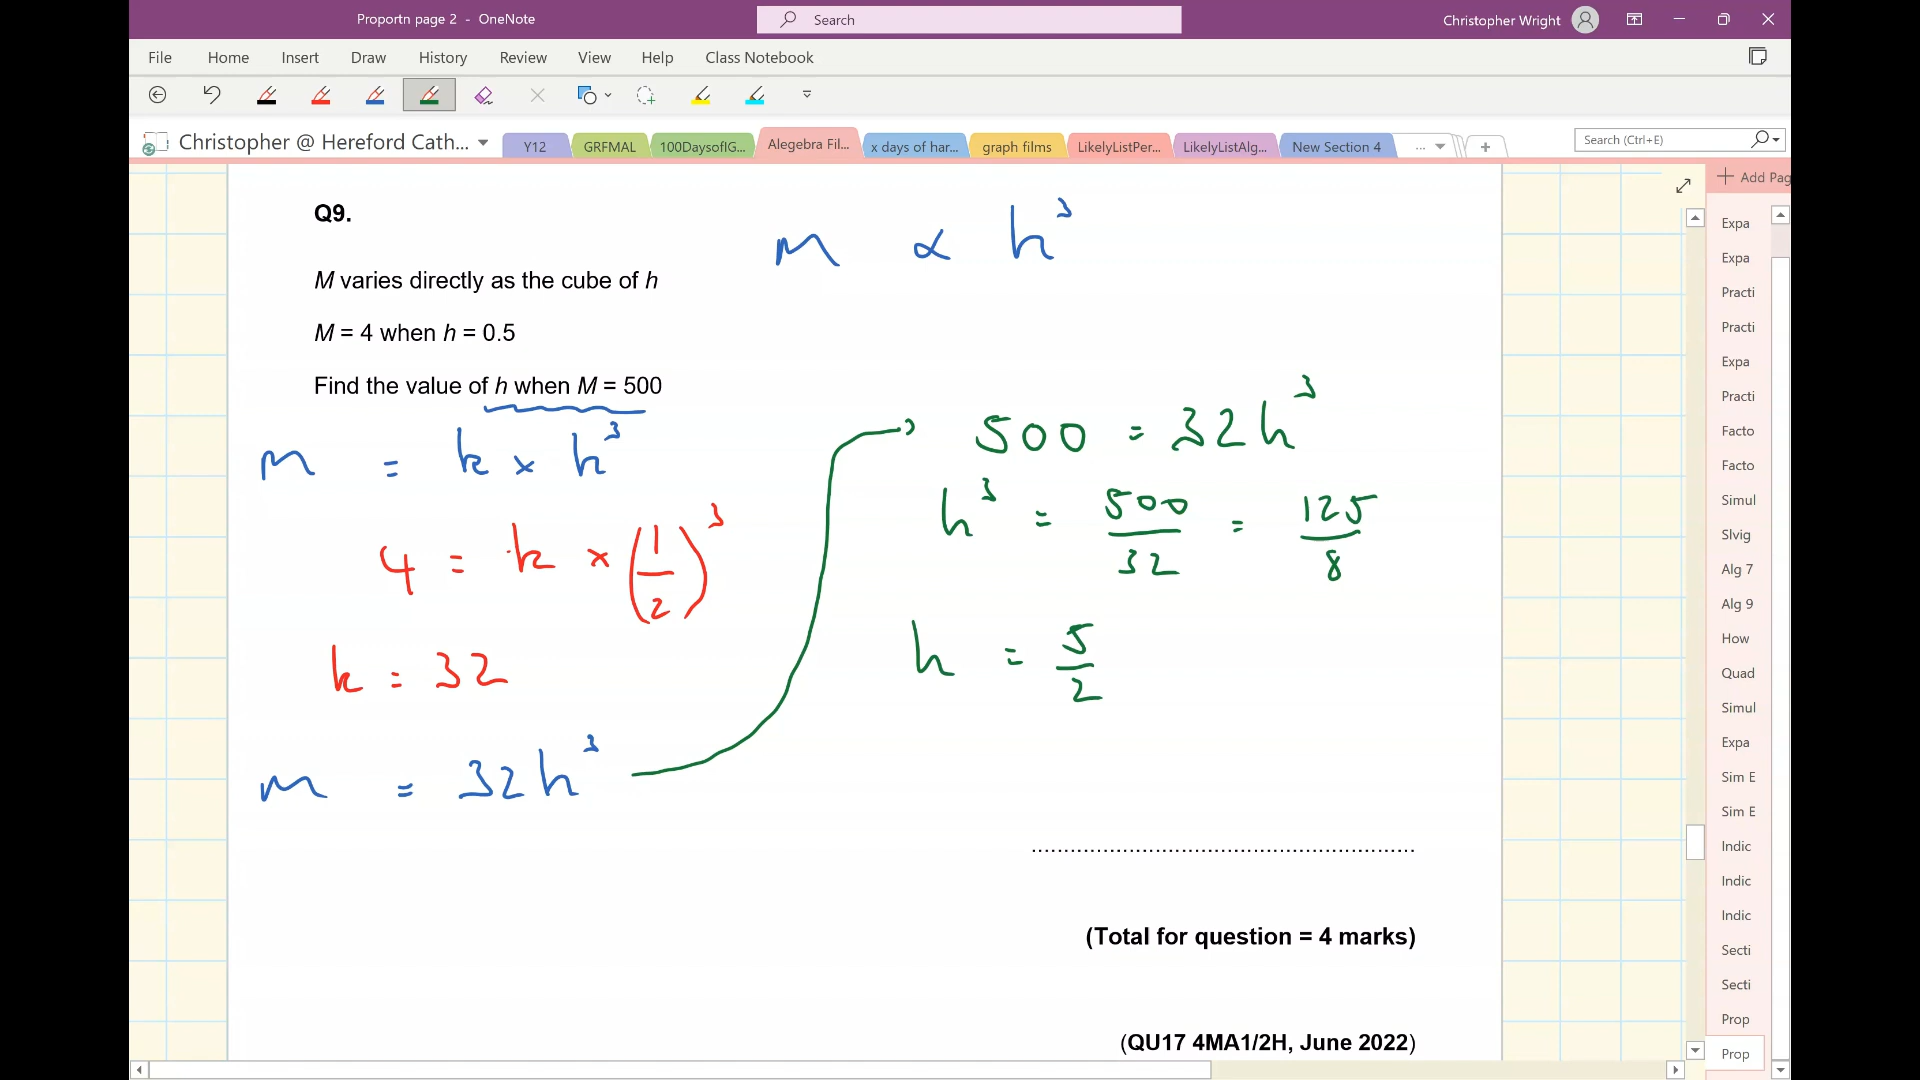 Proportn page 2 - OneNote
Search
Christopher Wright
File Home Insert Draw History Review View Help Class Notebook
Christopher @ Hereford Cath...
Y12 GRFMAL 100DaysofIG... Alegebra Fil... x days of har... graph films LikelyListPer... LikelyListAlg... New Section 4 ... +
Search (Ctrl+E)
Add Pag
Q9.
M ∝ h³
M varies directly as the cube of h
M = 4 when h = 0.5
Find the value of h when M = 500
M = k × h³
4 = k × (1/2)³
k = 32
M = 32h³
500 = 32h³
h³ = 500/32 = 125/8
h = 5/2
..........................................................
(Total for question = 4 marks)
(QU17 4MA1/2H, June 2022)
Expa
Expa
Practi
Practi
Expa
Practi
Facto
Facto
Simul
Slvig
Alg 7
Alg 9
How
Quad
Simul
Expa
Sim E
Sim E
Indic
Indic
Indic
Secti
Secti
Prop
Prop